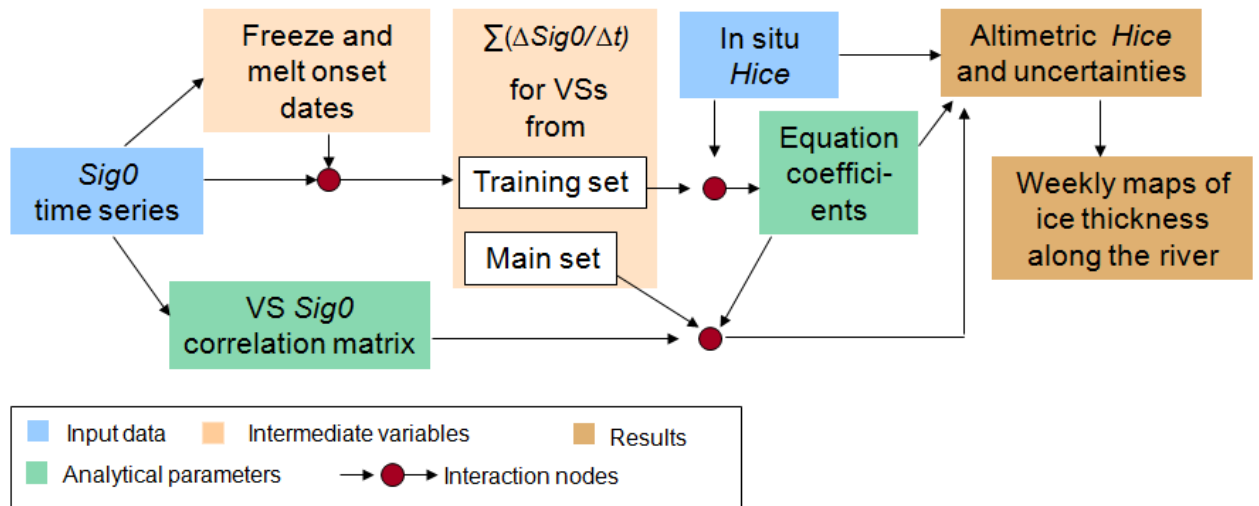 Freeze and
melt onset
dates
∑(ΔSig0/Δt)
for VSs
from
Training set
Main set
In situ
Hice
Altimetric Hice
and uncertainties
Sig0
time series
Equation
coeffici-
ents
Weekly maps of
ice thickness
along the river
VS Sig0
correlation matrix
Input data
Intermediate variables
Results
Analytical parameters
Interaction nodes